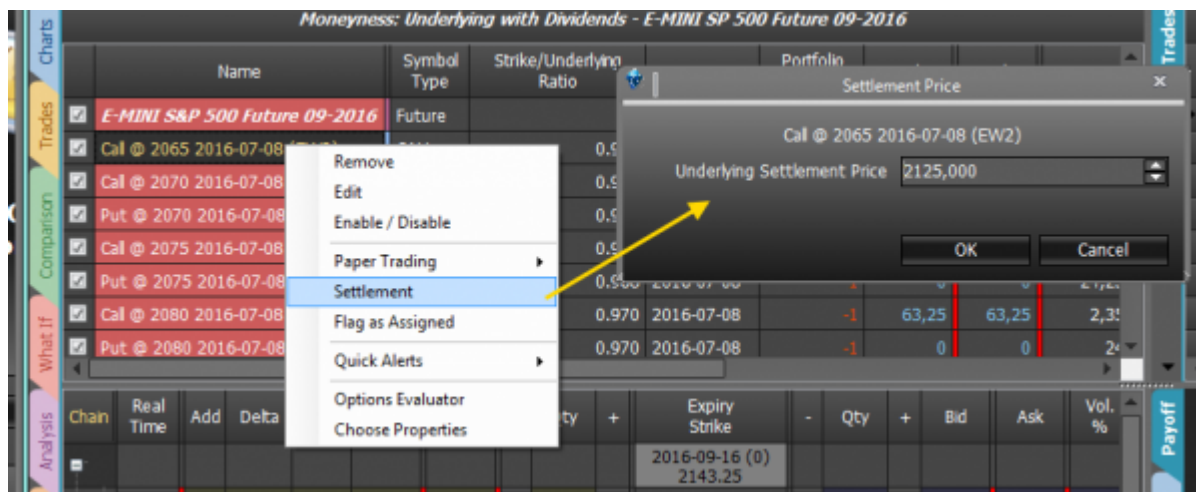 Moneyness: Underlying with Dividends - E-MINI SP 500 Future 09-2016
Charts
Trades
Comparison
What If
Analysis
Name
Symbol
Type
Strike/Underlying
Ratio
Portfolio
Trades
E-MINI S&P 500 Future 09-2016 Future
Call @ 2065 2016-07-08 (EW2)
Call @ 2070 2016-07-08
Put @ 2070 2016-07-08
Call @ 2075 2016-07-08
Put @ 2075 2016-07-08
Call @ 2080 2016-07-08 0.970 2016-07-08 -1 63,25 63,25
Put @ 2080 2016-07-08 0.970 2016-07-08 -1 0 0
Remove
Edit
Enable / Disable
Paper Trading
Settlement
Flag as Assigned
Quick Alerts
Options Evaluator
Choose Properties
Settlement Price
Call @ 2065 2016-07-08 (EW2)
Underlying Settlement Price 2125,000
OK Cancel
Chain
Real
Time
Add
Delta
+
Expiry
Strike
-
Qty
+
Bid
Ask
Vol.
%
Payoff
2016-09-16 (0)
2143.25